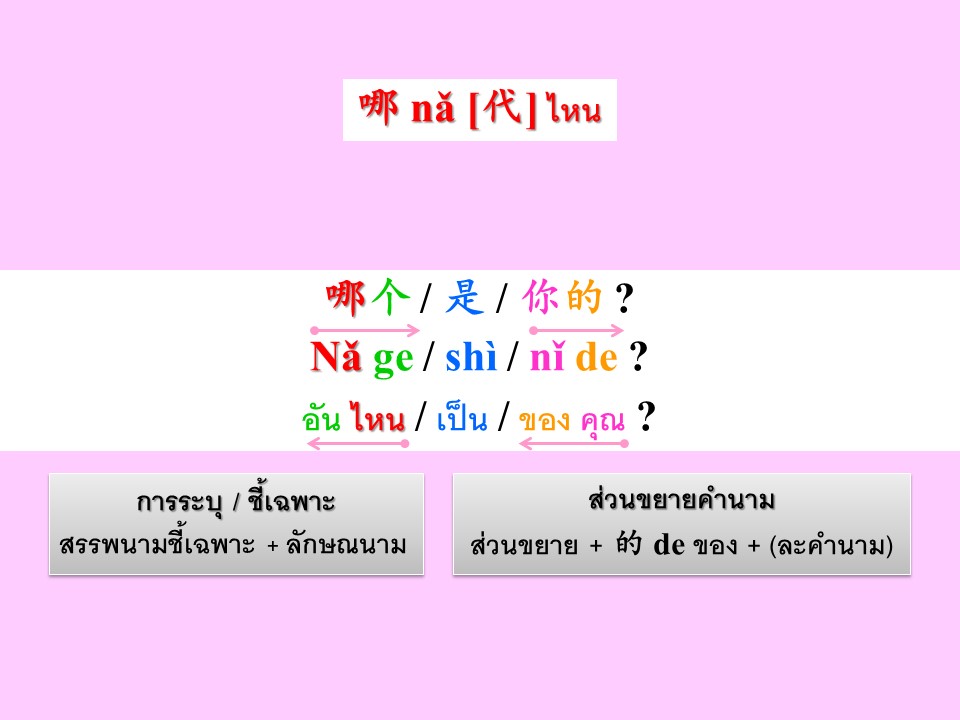 哪 nǎ [代] ไหน
哪个 / 是 / 你的 ?
Nǎ ge / shì / nǐ de ?
อัน ไหน / เป็น / ของ คุณ ?
การระบุ / ชี้เฉพาะ
สรรพนามชี้เฉพาะ + ลักษณนาม
ส่วนขยายคำนาม
ส่วนขยาย + 的 de ของ + (ละคำนาม)